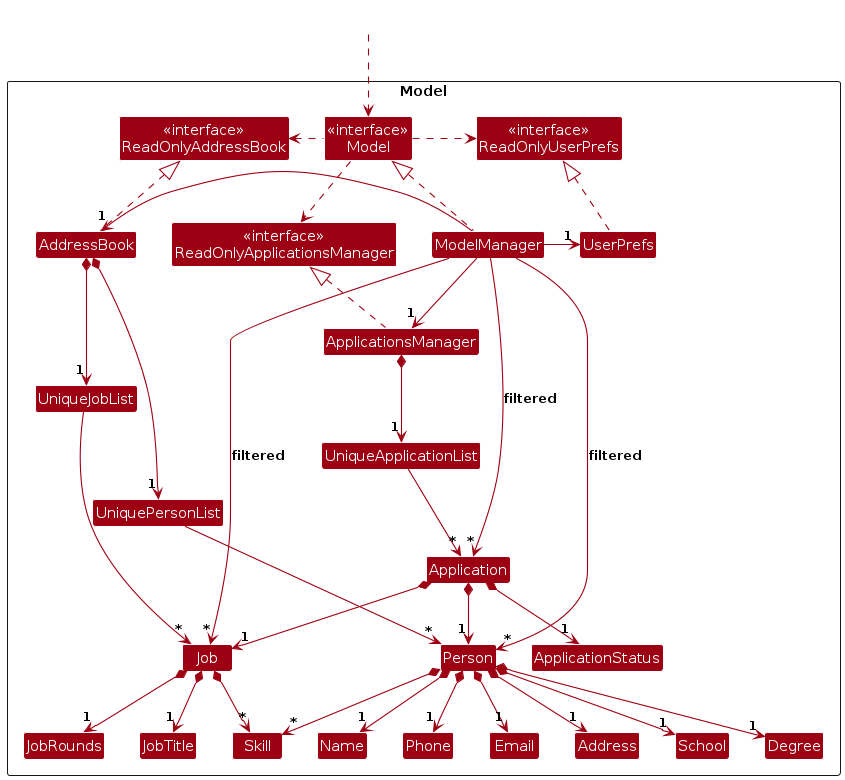 Model
«interface»
ReadOnlyAddressBook
«interface»
Model
«interface»
ReadOnlyUserPrefs
1
AddressBook
«interface»
ReadOnlyApplicationsManager
ModelManager
1
UserPrefs
1
ApplicationsManager
1
UniqueJobList
filtered
1
UniqueApplicationList
filtered
filtered
1
UniquePersonList
*
*
Application
*
*
1
*
1
*
1
Job
Person
ApplicationStatus
1
1
*
*
1
1
1
1
1
1
JobRounds
JobTitle
Skill
Name
Phone
Email
Address
School
Degree